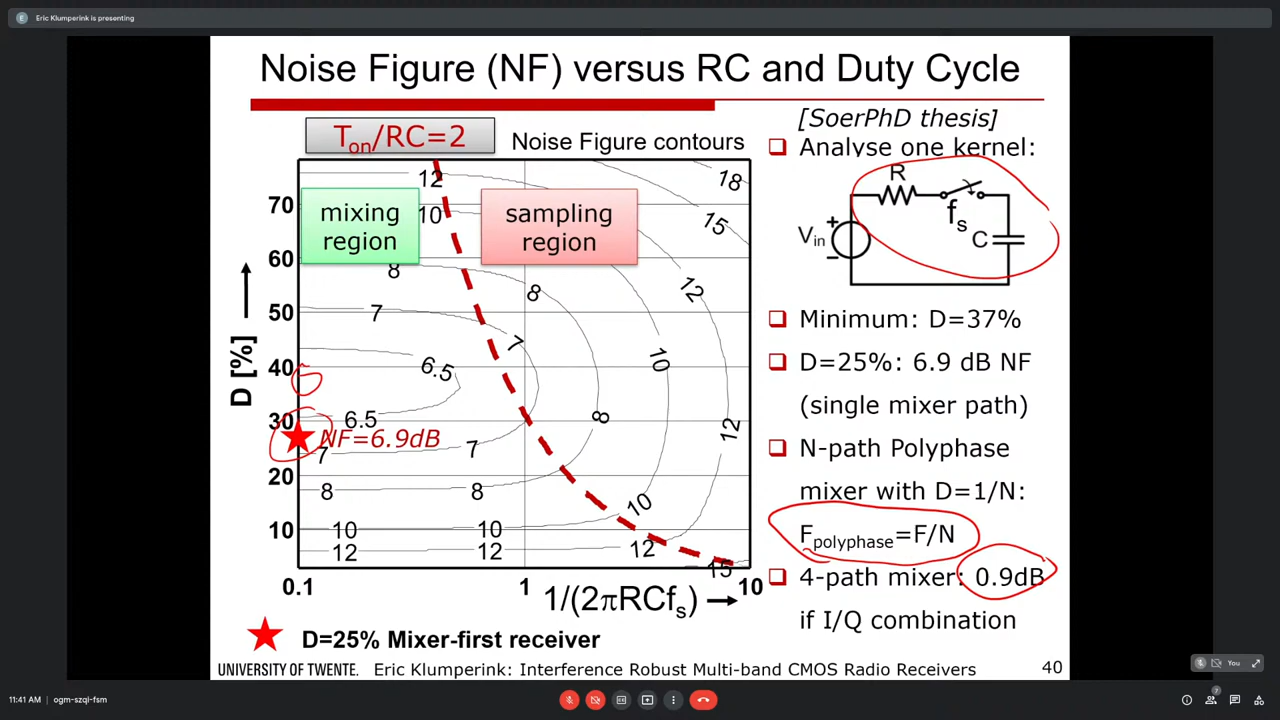 Eric Klumperink is presenting
E
Noise Figure (NF) versus RC and Duty Cycle
Ton/RC=2
Noise Figure contours
mixing
region
sampling
region
D [%]
70
60
50
40
30
20
10
12
18
10
15
8
8
12
7
7
6.5
10
6.5
NF=6.9dB
7
7
8
12
8
8
10
10
10
12
12
12
15
0.1
1
10
1/(2πRCfs)
D=25% Mixer-first receiver
[SoerPhD thesis]
Analyse one kernel:
R
fs
C
Vin
+
−
Minimum: D=37%
D=25%: 6.9 dB NF
(single mixer path)
N-path Polyphase
mixer with D=1/N:
Fpolyphase=F/N
4-path mixer: 0.9dB
if I/Q combination
UNIVERSITY OF TWENTE. Eric Klumperink: Interference Robust Multi-band CMOS Radio Receivers 40
You
11:41 AM ogm-szqi-fsm
7